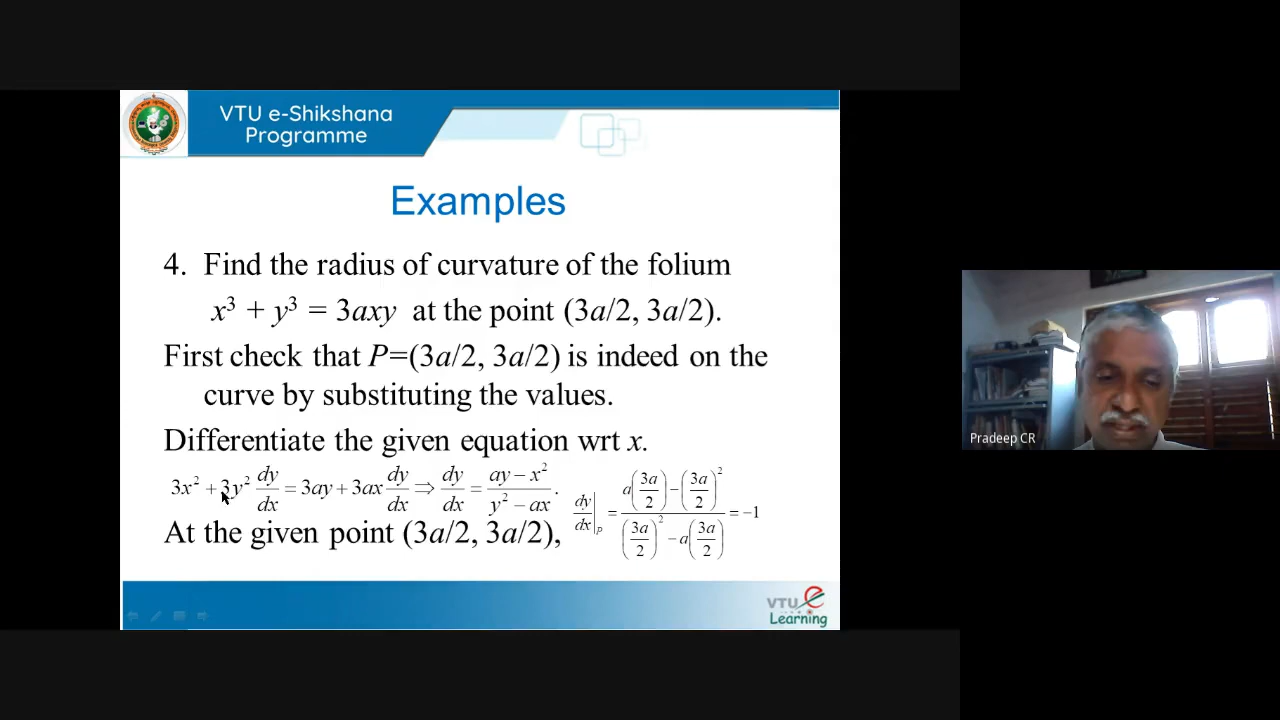 VTU e-Shikshana
Programme
Examples
4. Find the radius of curvature of the folium
x³ + y³ = 3axy at the point (3a/2, 3a/2).
First check that P=(3a/2, 3a/2) is indeed on the
curve by substituting the values.
Differentiate the given equation wrt x.
3x² + 3y² dy/dx = 3ay + 3ax dy/dx ⇒ dy/dx = (ay − x²)/(y² − ax).
At the given point (3a/2, 3a/2), dy/dx|P = (a(3a/2) − (3a/2)²)/((3a/2)² − a(3a/2)) = −1
VTU e
Learning
Pradeep CR